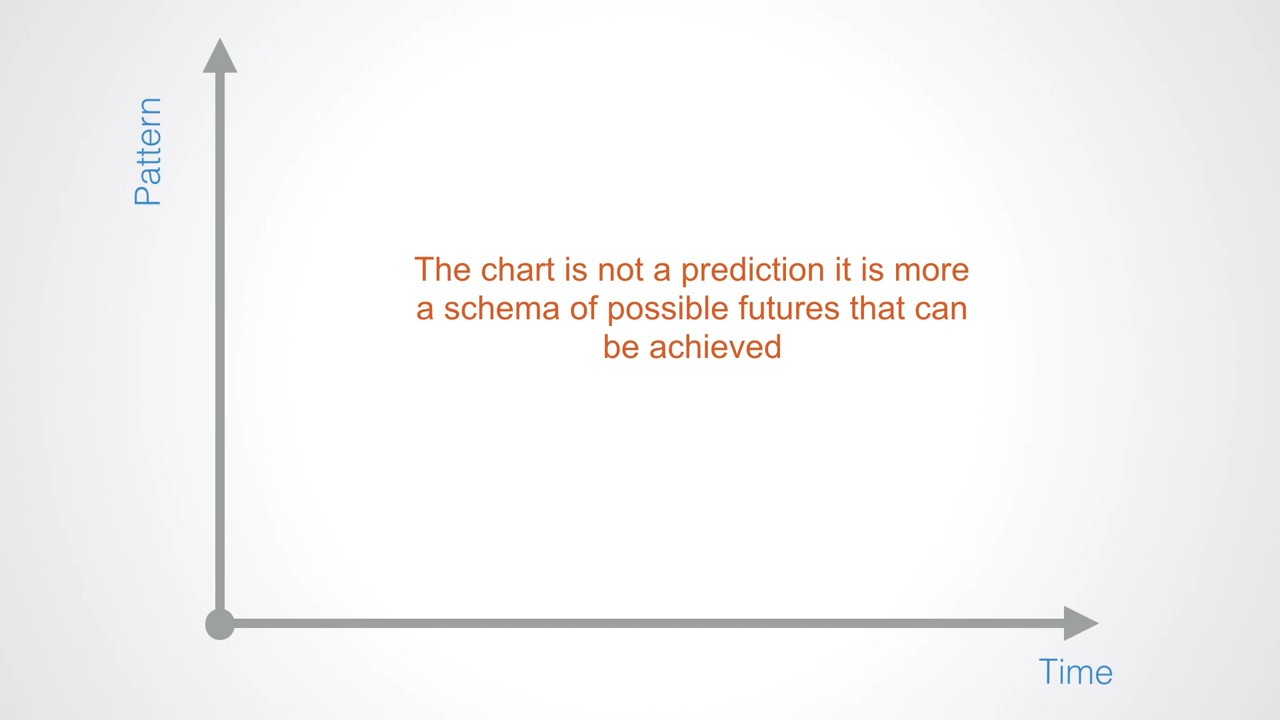 Pattern
The chart is not a prediction it is more
a schema of possible futures that can
be achieved
Time